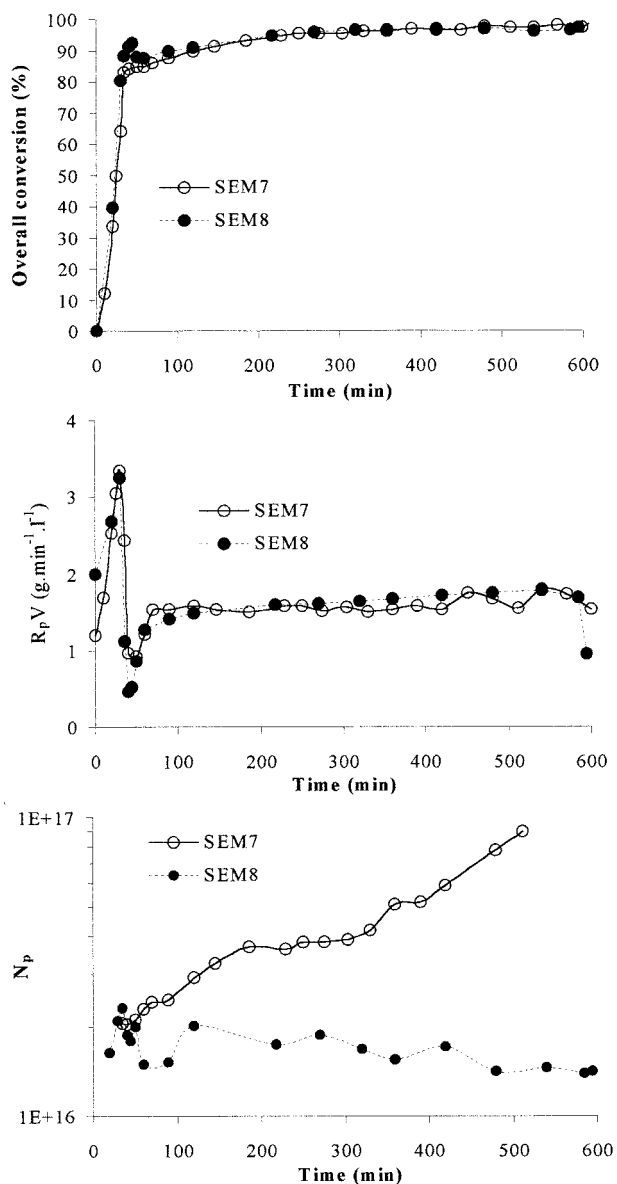 100
90
80
70
60
50
40
30
20
10
0
Overall conversion (%)
SEM7
SEM8
0 100 200 300 400 500 600
Time (min)
4
3
2
1
0
RpV (g.min⁻¹.l⁻¹)
SEM7
SEM8
0 100 200 300 400 500 600
Time (min)
1E+17
1E+16
Np
SEM7
SEM8
0 100 200 300 400 500 600
Time (min)